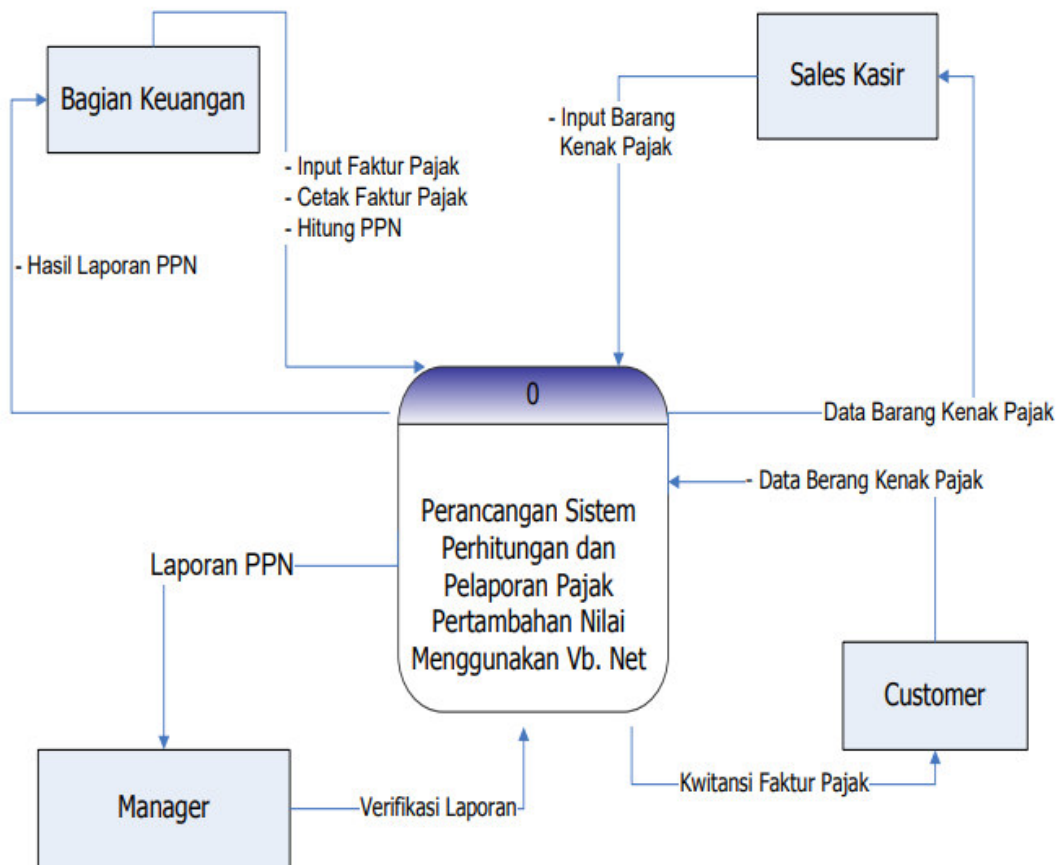 Bagian Keuangan
Sales Kasir
- Input Barang
Kenak Pajak
- Input Faktur Pajak
- Cetak Faktur Pajak
- Hitung PPN
- Hasil Laporan PPN
0
Data Barang Kenak Pajak
- Data Berang Kenak Pajak
Perancangan Sistem
Perhitungan dan
Pelaporan Pajak
Pertambahan Nilai
Menggunakan Vb. Net
Laporan PPN
Customer
Manager
Verifikasi Laporan
Kwitansi Faktur Pajak